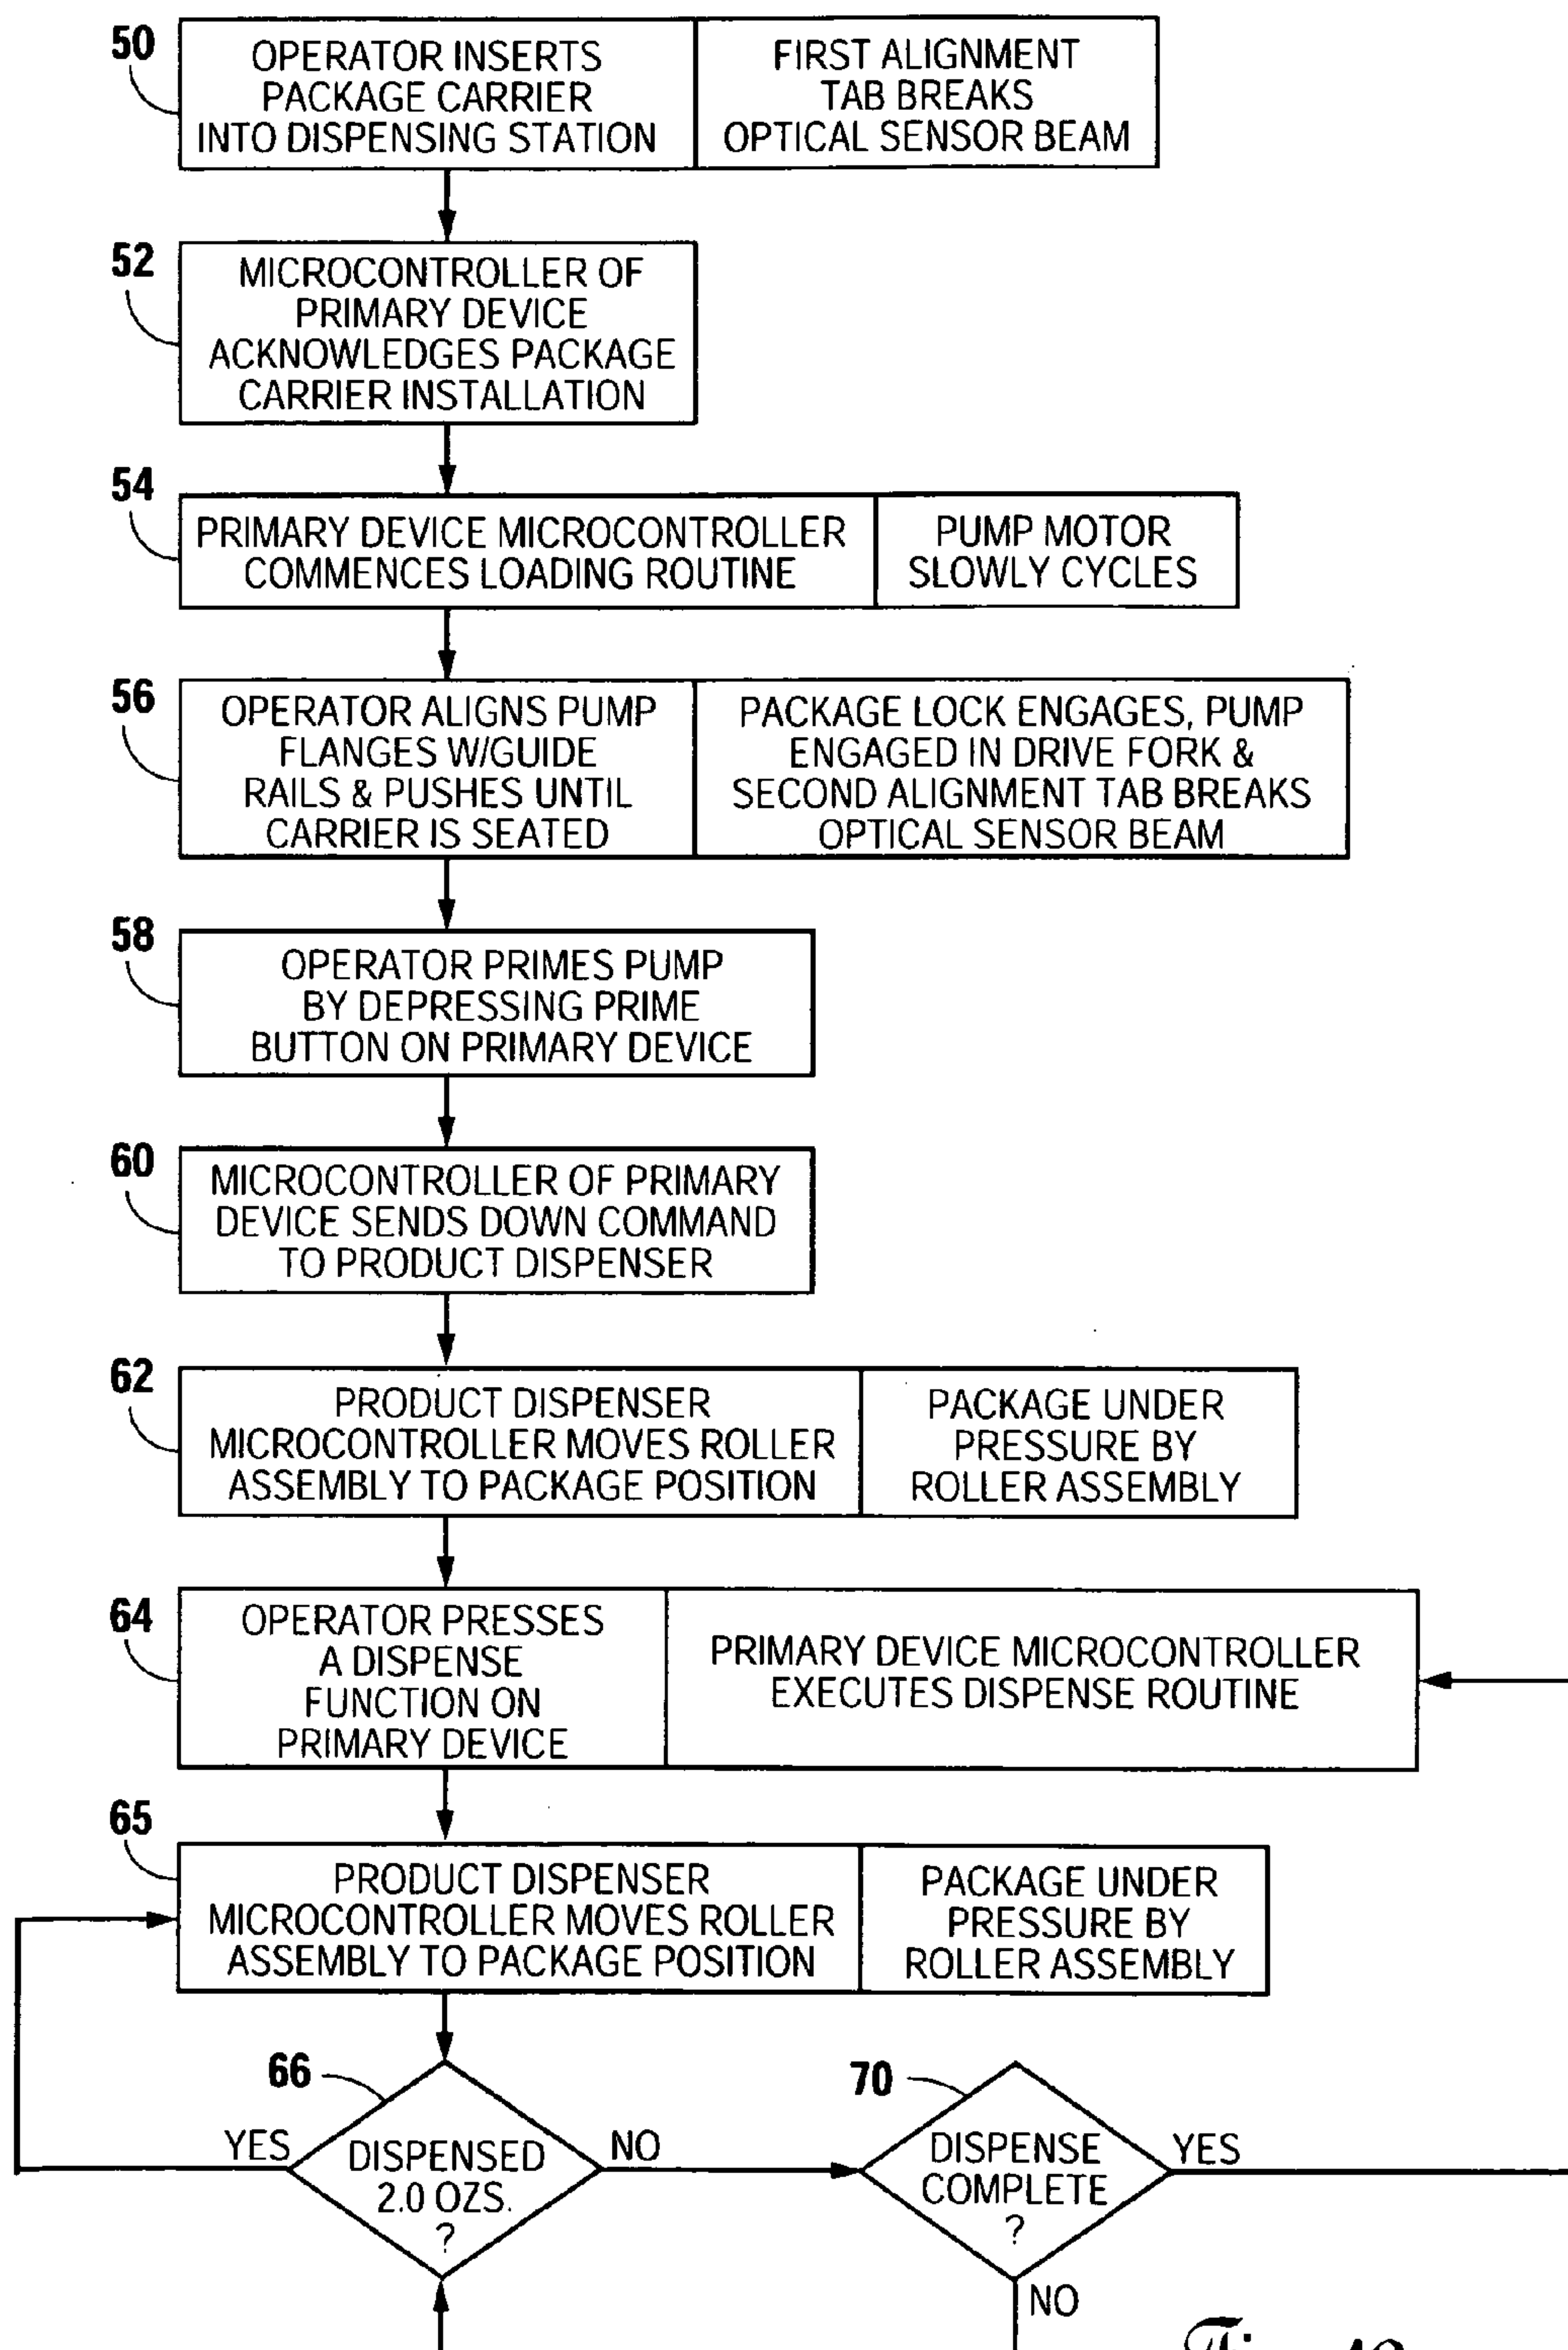 50
OPERATOR INSERTS
PACKAGE CARRIER
INTO DISPENSING STATION
FIRST ALIGNMENT
TAB BREAKS
OPTICAL SENSOR BEAM
52
MICROCONTROLLER OF
PRIMARY DEVICE
ACKNOWLEDGES PACKAGE
CARRIER INSTALLATION
54
PRIMARY DEVICE MICROCONTROLLER
COMMENCES LOADING ROUTINE
PUMP MOTOR
SLOWLY CYCLES
56
OPERATOR ALIGNS PUMP
FLANGES W/GUIDE
RAILS & PUSHES UNTIL
CARRIER IS SEATED
PACKAGE LOCK ENGAGES, PUMP
ENGAGED IN DRIVE FORK &
SECOND ALIGNMENT TAB BREAKS
OPTICAL SENSOR BEAM
58
OPERATOR PRIMES PUMP
BY DEPRESSING PRIME
BUTTON ON PRIMARY DEVICE
60
MICROCONTROLLER OF PRIMARY
DEVICE SENDS DOWN COMMAND
TO PRODUCT DISPENSER
62
PRODUCT DISPENSER
MICROCONTROLLER MOVES ROLLER
ASSEMBLY TO PACKAGE POSITION
PACKAGE UNDER
PRESSURE BY
ROLLER ASSEMBLY
64
OPERATOR PRESSES
A DISPENSE
FUNCTION ON
PRIMARY DEVICE
PRIMARY DEVICE MICROCONTROLLER
EXECUTES DISPENSE ROUTINE
65
PRODUCT DISPENSER
MICROCONTROLLER MOVES ROLLER
ASSEMBLY TO PACKAGE POSITION
PACKAGE UNDER
PRESSURE BY
ROLLER ASSEMBLY
66
YES
DISPENSED
2.0 OZS.
?
NO
70
DISPENSE
COMPLETE
?
YES
NO